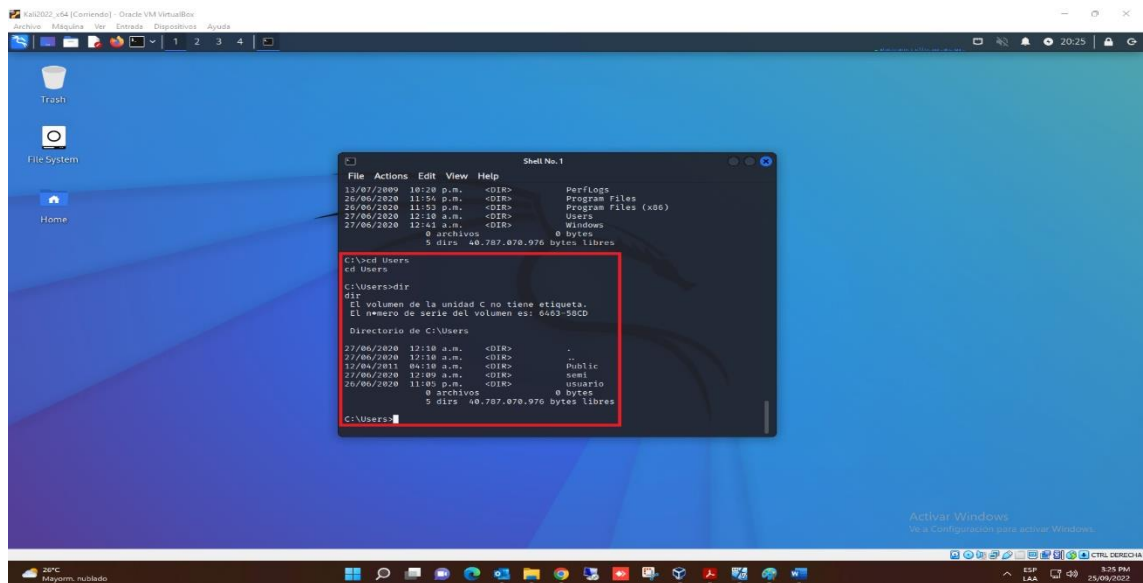 Kali2022_x64 [Corriendo] - Oracle VM VirtualBox
Archivo Máquina Ver Entrada Dispositivos Ayuda
1 2 3 4
20:25
Trash
File System
Home
Shell No. 1
File Actions Edit View Help
13/07/2009 10:20 p.m. <DIR> PerfLogs
26/06/2020 11:54 p.m. <DIR> Program Files
26/06/2020 11:53 p.m. <DIR> Program Files (x86)
27/06/2020 12:10 a.m. <DIR> Users
27/06/2020 12:41 a.m. <DIR> Windows
0 archivos 0 bytes
5 dirs 40.787.070.976 bytes libres
C:\>cd Users
cd Users
C:\Users>dir
dir
El volumen de la unidad C no tiene etiqueta.
El n•mero de serie del volumen es: 6463-58CD
Directorio de C:\Users
27/06/2020 12:10 a.m. <DIR> .
27/06/2020 12:10 a.m. <DIR> ..
12/04/2011 04:10 a.m. <DIR> Public
27/06/2020 12:09 a.m. <DIR> semi
26/06/2020 11:05 p.m. <DIR> usuario
0 archivos 0 bytes
5 dirs 40.787.070.976 bytes libres
C:\Users>
Activar Windows
Ve a Configuración para activar Windows.
CTRL DERECHA
26°C
Mayorm. nublado
ESP
LAA
3:25 PM
25/09/2022